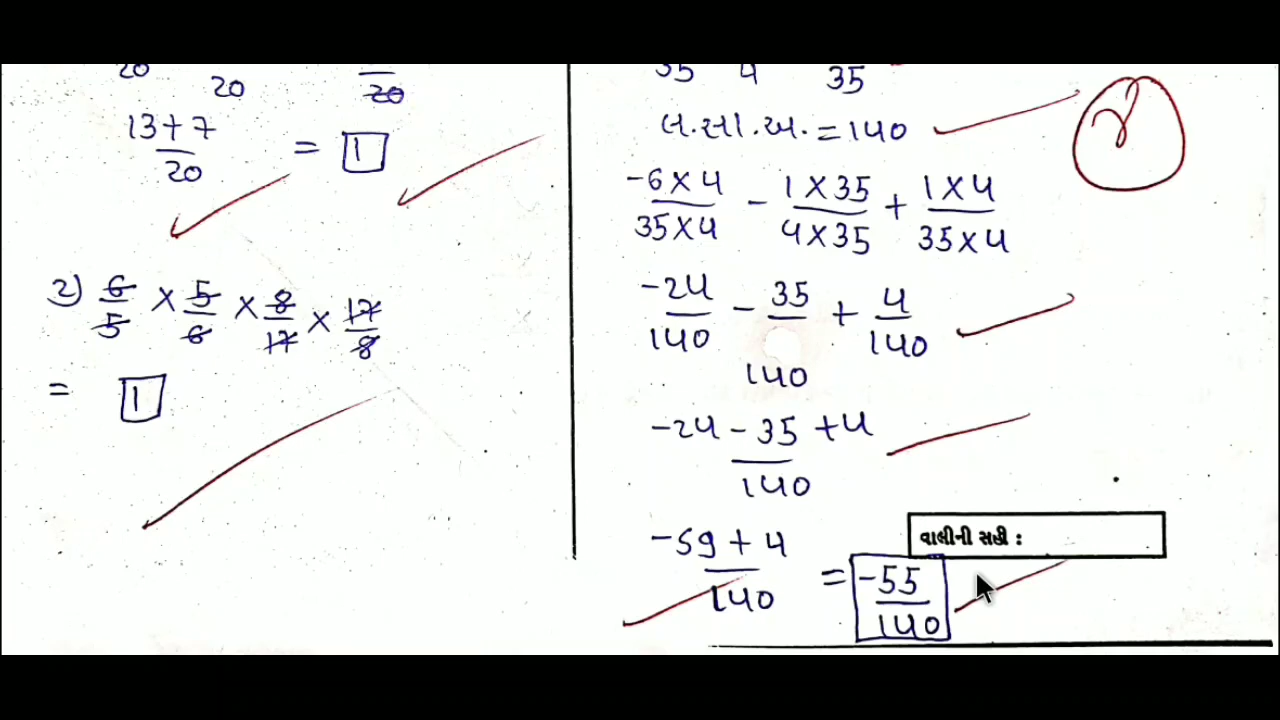 20 20 20
13+7
20 = 1
2) 6/5 × 5/6 × 8/17 × 17/8
= 1
35 4 35
લ.સા.અ. = 140
-6×4/35×4 - 1×35/4×35 + 1×4/35×4
-24/140 - 35/140 + 4/140
-24 - 35 + 4
140
-59 + 4
140 = -55/140
વાલીની સહી :